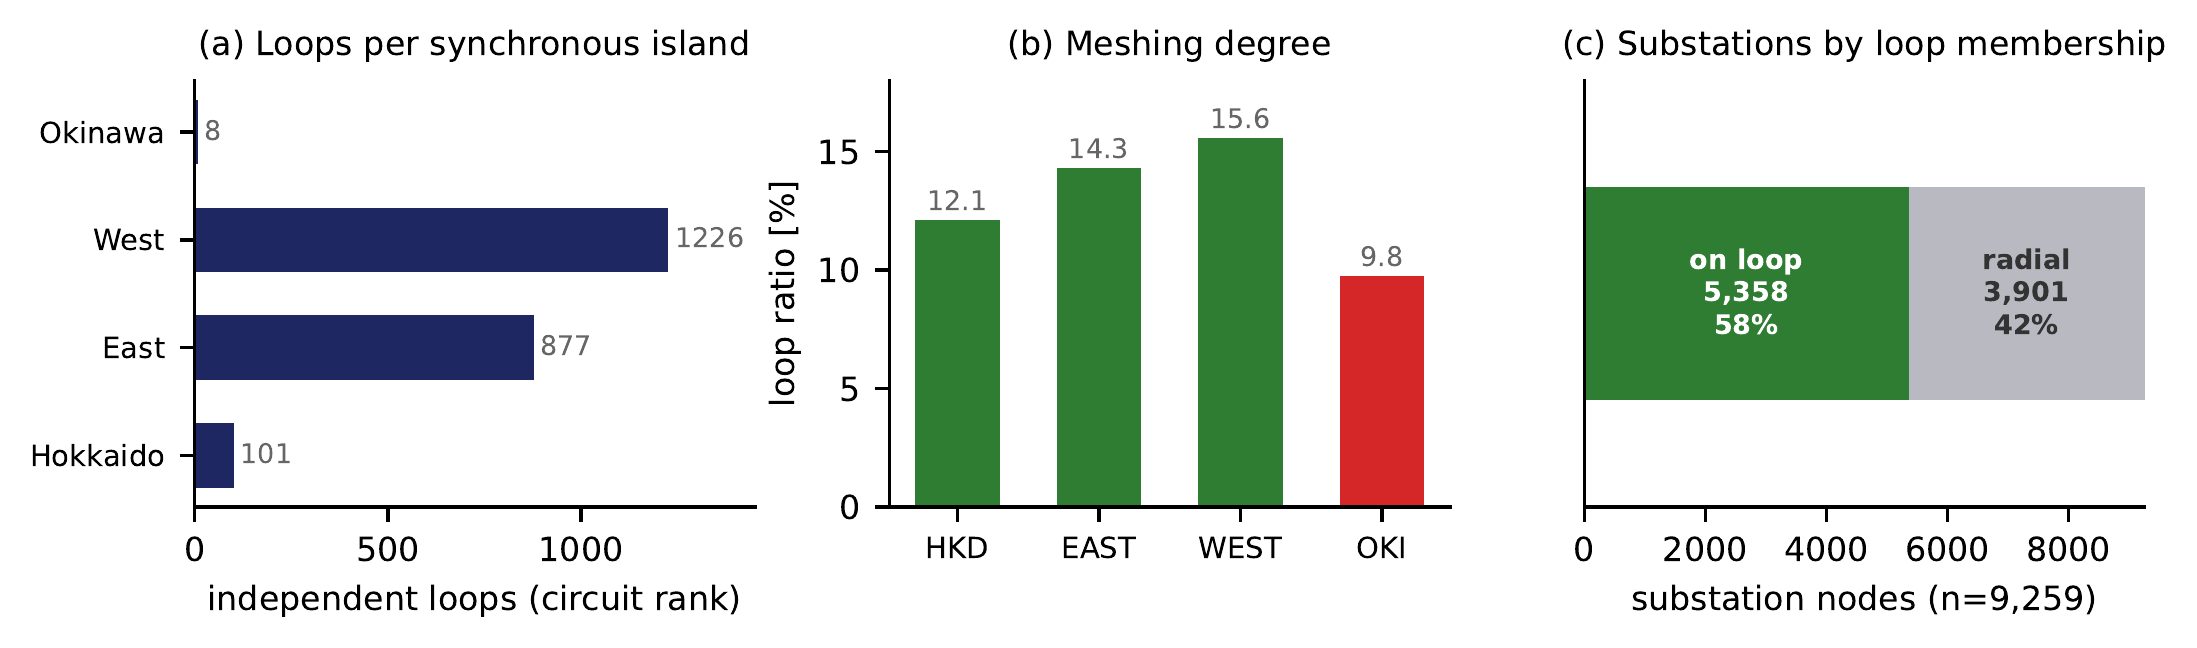 (a) Loops per synchronous island
Okinawa
8
West
1226
East
877
Hokkaido
101
0
500
1000
independent loops (circuit rank)
(b) Meshing degree
loop ratio [%]
15
10
5
0
12.1
14.3
15.6
9.8
HKD
EAST
WEST
OKI
(c) Substations by loop membership
on loop
5,358
58%
radial
3,901
42%
0
2000
4000
6000
8000
substation nodes (n=9,259)